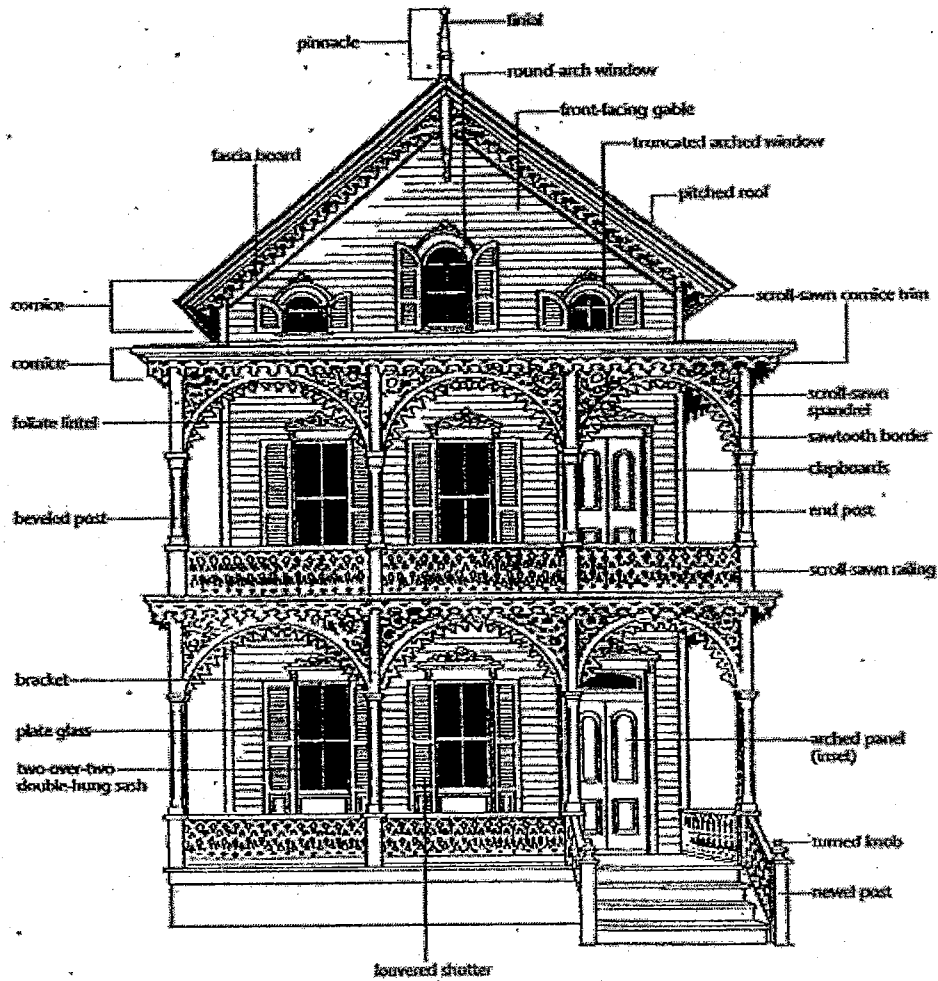 finial
pinnacle
round-arch window
front-facing gable
truncated arched window
fascia board
pitched roof
cornice
scroll-sawn cornice trim
cornice
scroll-sawn
spandrel
foliate lintel
sawtooth border
clapboards
beveled post
end post
scroll-sawn railing
bracket
plate glass
arched panel
(inset)
two-over-two
double-hung sash
turned knob
newel post
louvered shutter